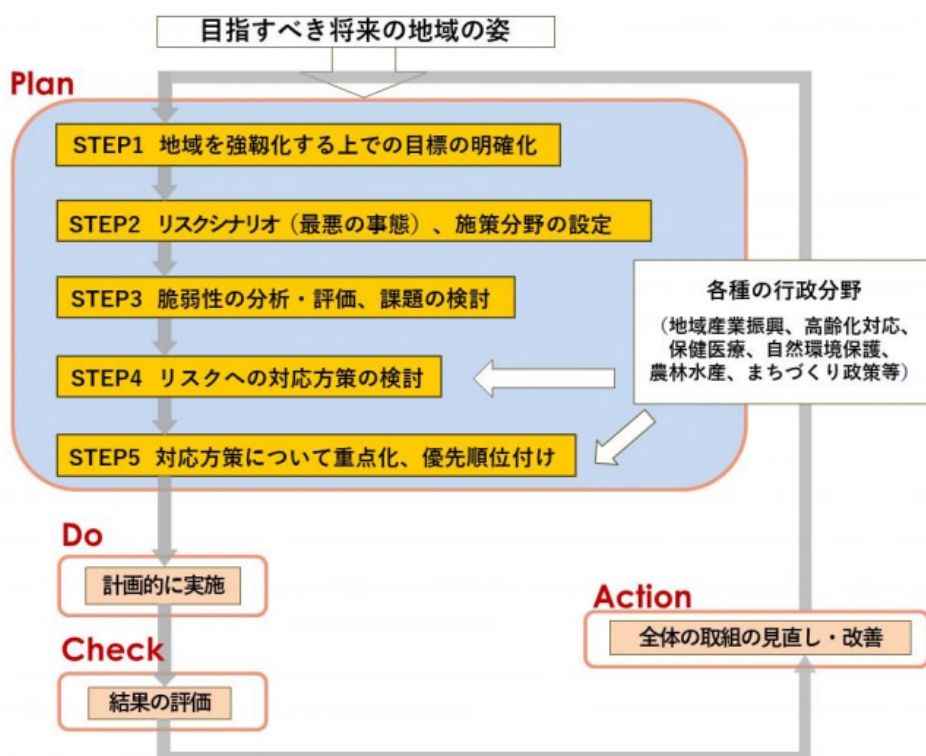 目指すべき将来の地域の姿
Plan
STEP1 地域を強靱化する上での目標の明確化
STEP2 リスクシナリオ（最悪の事態）、施策分野の設定
STEP3 脆弱性の分析・評価、課題の検討
STEP4 リスクへの対応方策の検討
STEP5 対応方策について重点化、優先順位付け
各種の行政分野
（地域産業振興、高齢化対応、
保健医療、自然環境保護、
農林水産、まちづくり政策等）
Do
計画的に実施
Check
結果の評価
Action
全体の取組の見直し・改善